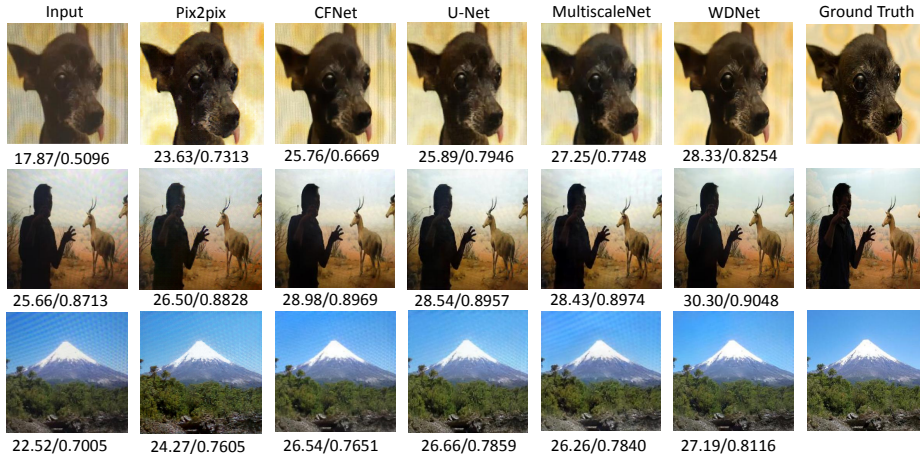 Input Pix2pix CFNet U-Net MultiscaleNet WDNet Ground Truth
17.87/0.5096 23.63/0.7313 25.76/0.6669 25.89/0.7946 27.25/0.7748 28.33/0.8254
25.66/0.8713 26.50/0.8828 28.98/0.8969 28.54/0.8957 28.43/0.8974 30.30/0.9048
22.52/0.7005 24.27/0.7605 26.54/0.7651 26.66/0.7859 26.26/0.7840 27.19/0.8116